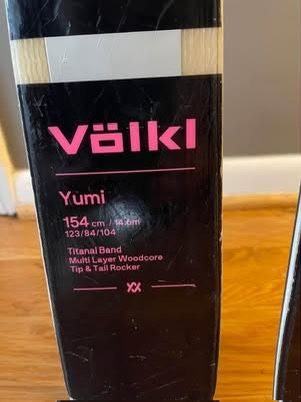 Völkl
Yumi
154 cm / 14.6m
123/84/104
Titanal Band
Multi Layer Woodcore
Tip & Tail Rocker